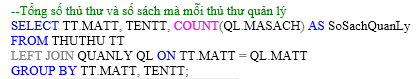 --Tổng số thủ thư và số sách mà mỗi thủ thư quản lý
SELECT TT.MATT, TENTT, COUNT(QL.MASACH) AS SoSachQuanLy
FROM THUTHU TT
LEFT JOIN QUANLY QL ON TT.MATT = QL.MATT
GROUP BY TT.MATT, TENTT;